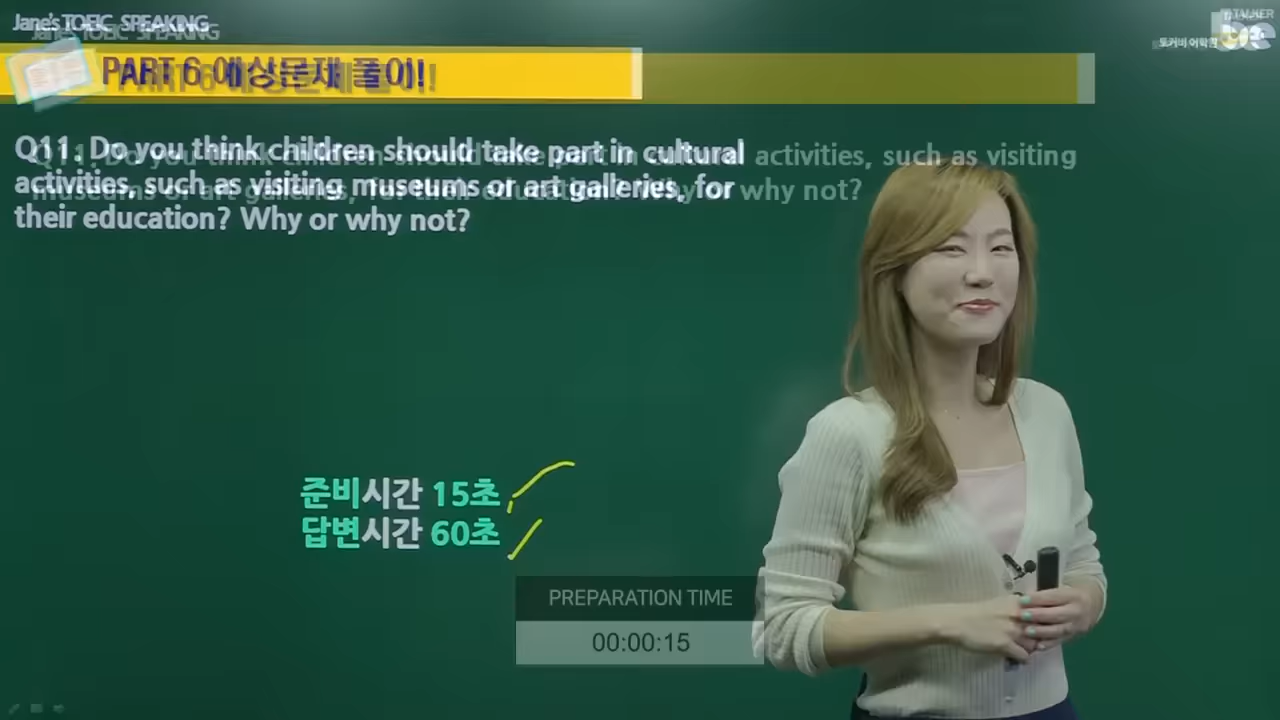 Jane's TOEIC SPEAKING
PART 6 예상문제 풀이!
Q11. Do you think children should take part in cultural
activities, such as visiting museums or art galleries, for
their education? Why or why not?
준비시간 15초
답변시간 60초
PREPARATION TIME
00:00:15